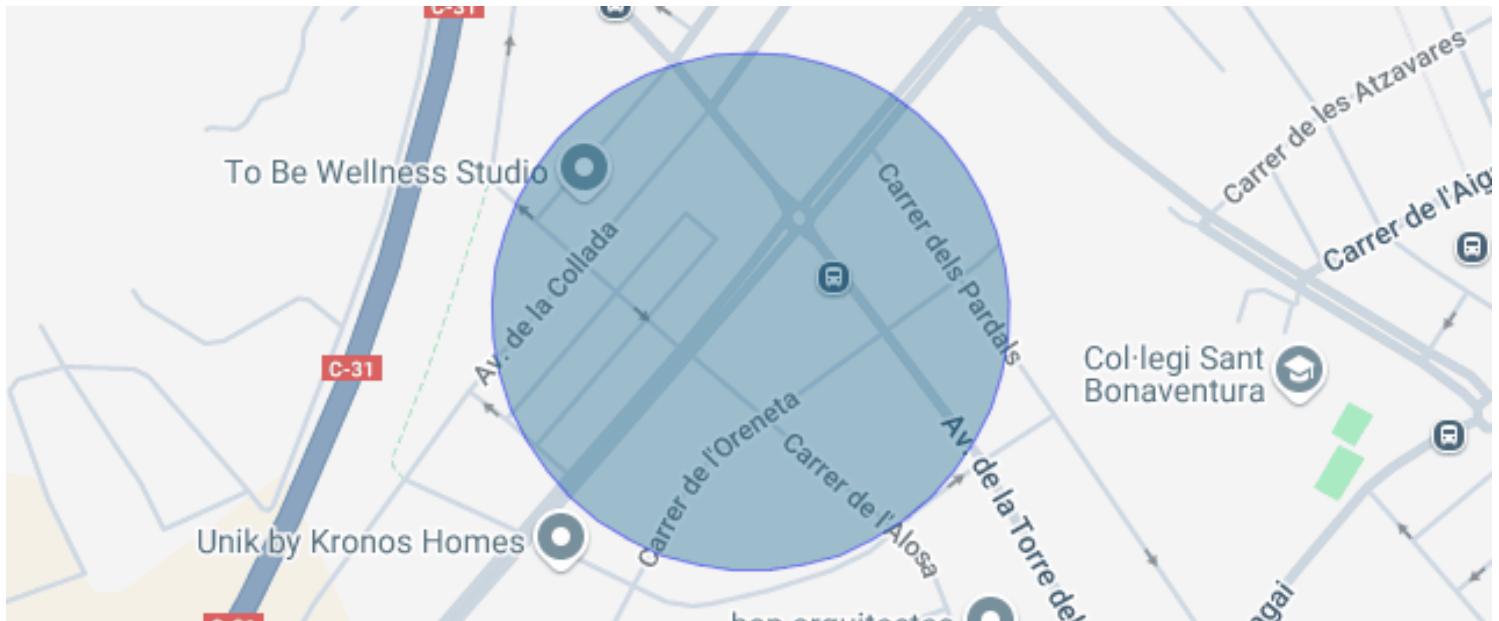 C-31
Carrer de les Atzavares
To Be Wellness Studio
Carrer dels Pardals
Carrer de l'Aig
Av. de la Collada
C-31
Col·legi Sant
Bonaventura
Carrer de l'Oreneta
Carrer de l'Alosa
Av. de la Torre del
Unik by Kronos Homes